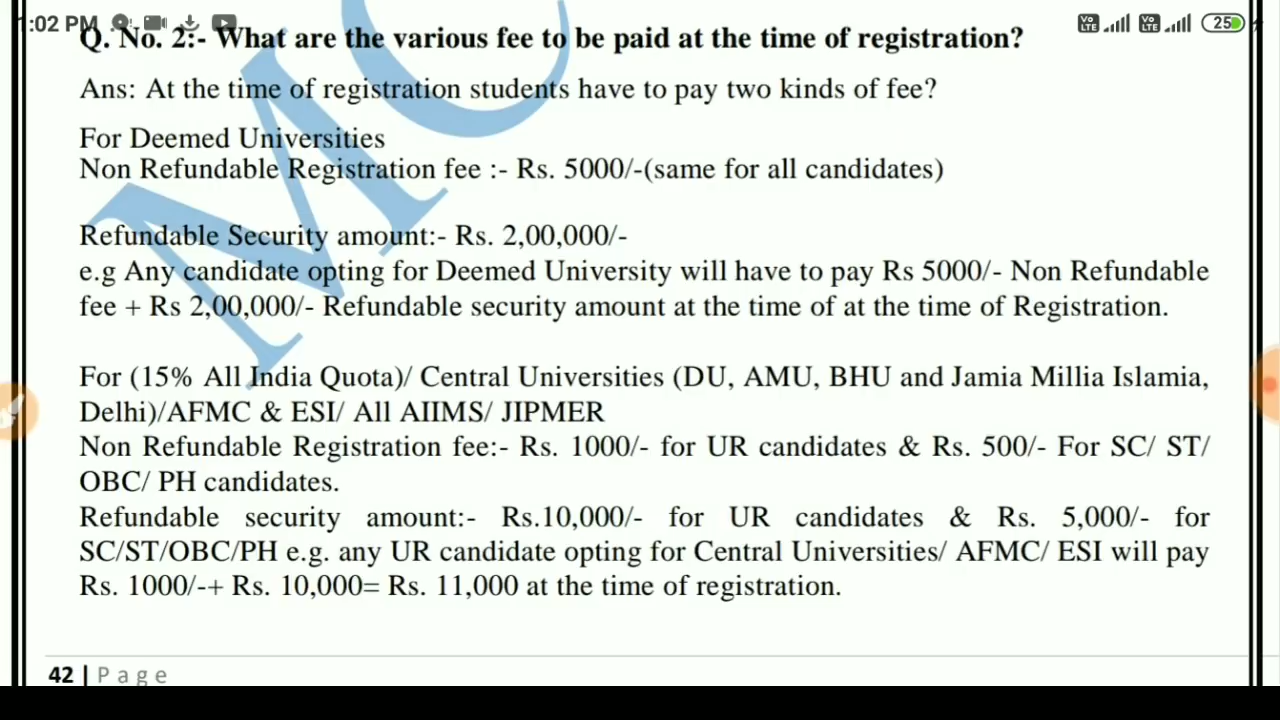 1:02 PM
25
Q. No. 2:- What are the various fee to be paid at the time of registration?
Ans: At the time of registration students have to pay two kinds of fee?
For Deemed Universities
Non Refundable Registration fee :- Rs. 5000/-(same for all candidates)
Refundable Security amount:- Rs. 2,00,000/-
e.g Any candidate opting for Deemed University will have to pay Rs 5000/- Non Refundable
fee + Rs 2,00,000/- Refundable security amount at the time of at the time of Registration.
For (15% All India Quota)/ Central Universities (DU, AMU, BHU and Jamia Millia Islamia,
Delhi)/AFMC & ESI/ All AIIMS/ JIPMER
Non Refundable Registration fee:- Rs. 1000/- for UR candidates & Rs. 500/- For SC/ ST/
OBC/ PH candidates.
Refundable security amount:- Rs.10,000/- for UR candidates & Rs. 5,000/- for
SC/ST/OBC/PH e.g. any UR candidate opting for Central Universities/ AFMC/ ESI will pay
Rs. 1000/-+ Rs. 10,000= Rs. 11,000 at the time of registration.
42 | Page